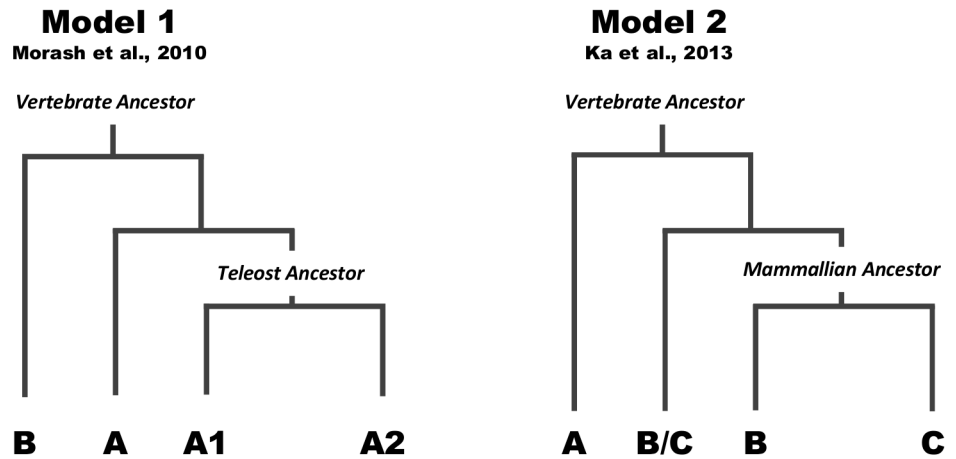 Model 1
Morash et al., 2010
Vertebrate Ancestor
Teleost Ancestor
B A A1 A2
Model 2
Ka et al., 2013
Vertebrate Ancestor
Mammallian Ancestor
A B/C B C